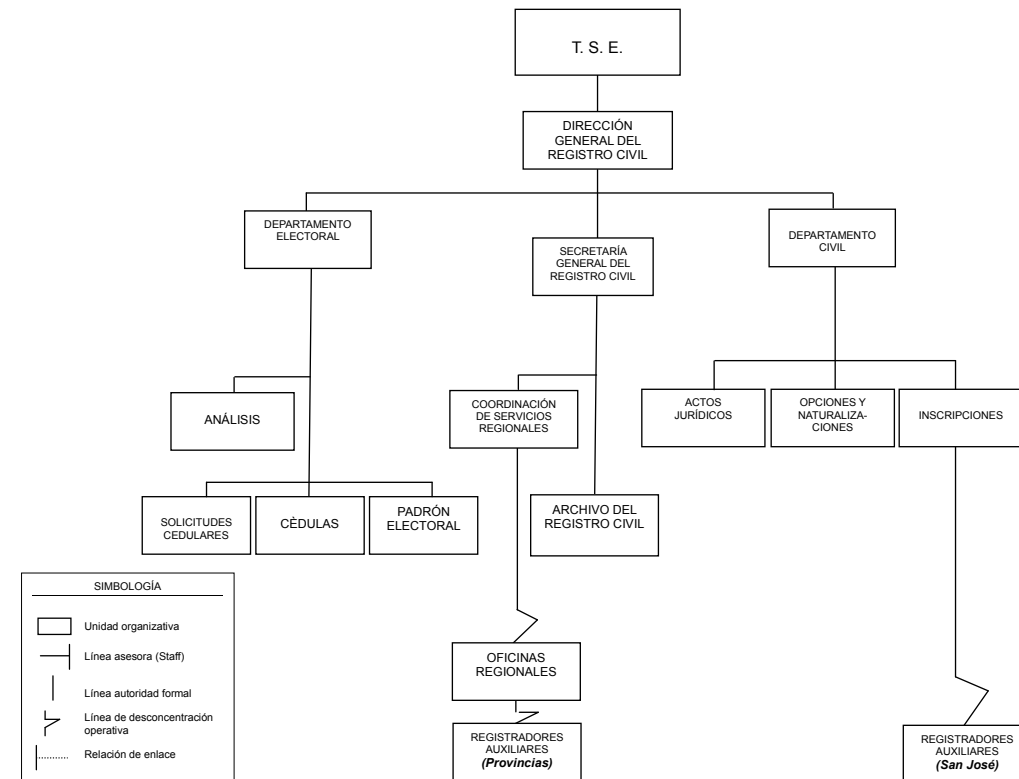 T. S. E.
DIRECCIÓN
GENERAL DEL
REGISTRO CIVIL
DEPARTAMENTO
ELECTORAL
SECRETARÍA
GENERAL DEL
REGISTRO CIVIL
DEPARTAMENTO
CIVIL
ANÁLISIS
COORDINACIÓN
DE SERVICIOS
REGIONALES
ACTOS
JURÍDICOS
OPCIONES Y
NATURALIZA-
CIONES
INSCRIPCIONES
SOLICITUDES
CEDULARES
CÈDULAS
PADRÓN
ELECTORAL
ARCHIVO DEL
REGISTRO CIVIL
OFICINAS
REGIONALES
REGISTRADORES
AUXILIARES
(Provincias)
REGISTRADORES
AUXILIARES
(San José)
SIMBOLOGÍA
Unidad organizativa
Línea asesora (Staff)
Línea autoridad formal
Línea de desconcentración
operativa
Relación de enlace